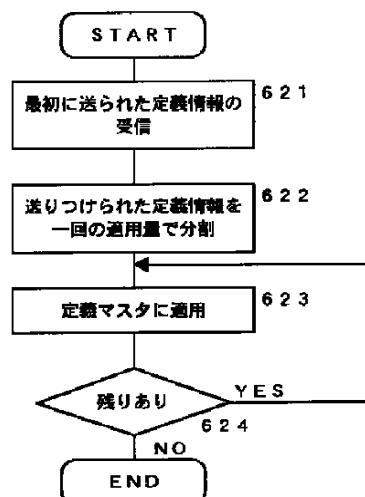 START
最初に送られた定義情報の
受信
621
送りつけられた定義情報を
一回の適用量で分割
622
定義マスタに適用
623
残りあり
YES
624
NO
END